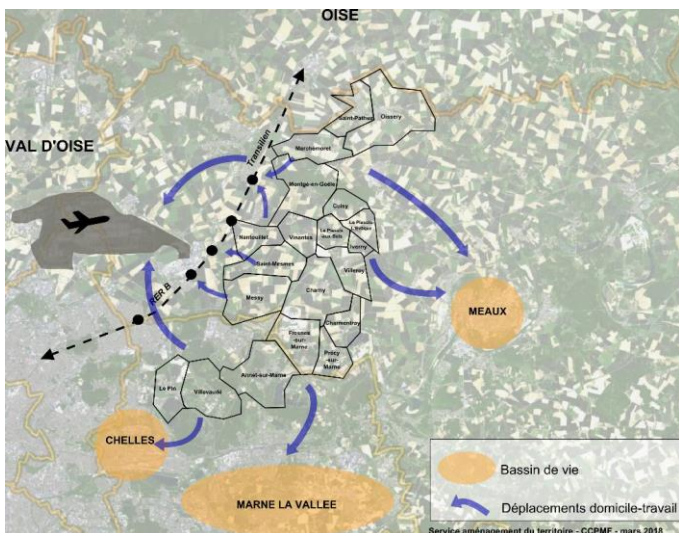 OISE
VAL D'OISE
Transilien
RER B
Saint-Pathus
Oissery
Marchémoret
Montgé-en-Goële
Cuisy
Le Plessis-
L'Evêque
Le Plessis-
aux-Bois
Iverny
Nantouillet
Vinantes
Saint-Mesmes
Villeroy
Messy
Charny
Charmentray
Fresnes
-sur-
Marne
Précy
-sur-
Marne
Annet-sur-Marne
Le Pin
Villevaudé
MEAUX
CHELLES
MARNE LA VALLEE
Bassin de vie
Déplacements domicile-travail
Service aménagement du territoire - CCPMF - mars 2018